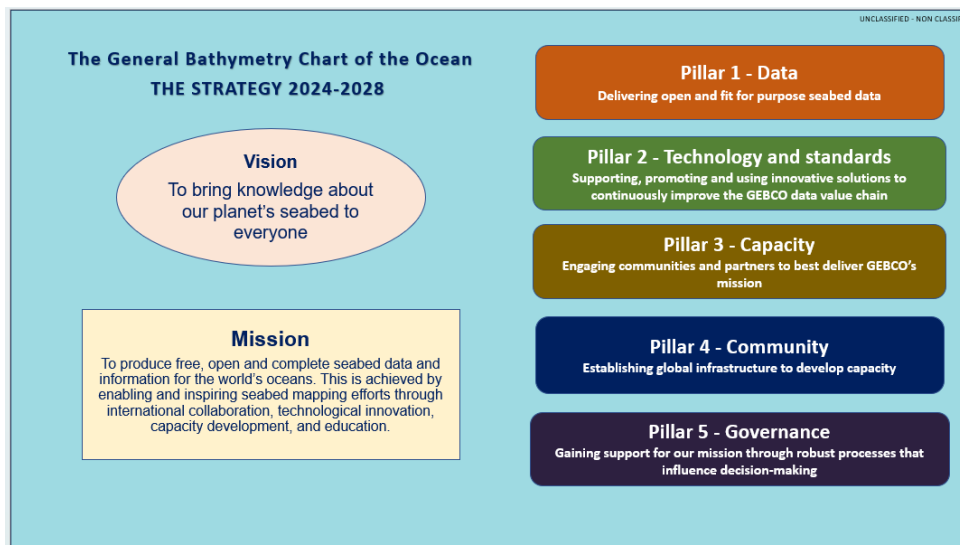 UNCLASSIFIED - NON CLASSIFI
The General Bathymetry Chart of the Ocean
THE STRATEGY 2024-2028
Vision
To bring knowledge about
our planet's seabed to
everyone
Mission
To produce free, open and complete seabed data and
information for the world's oceans. This is achieved by
enabling and inspiring seabed mapping efforts through
international collaboration, technological innovation,
capacity development, and education.
Pillar 1 - Data
Delivering open and fit for purpose seabed data
Pillar 2 - Technology and standards
Supporting, promoting and using innovative solutions to
continuously improve the GEBCO data value chain
Pillar 3 - Capacity
Engaging communities and partners to best deliver GEBCO's
mission
Pillar 4 - Community
Establishing global infrastructure to develop capacity
Pillar 5 - Governance
Gaining support for our mission through robust processes that
influence decision-making